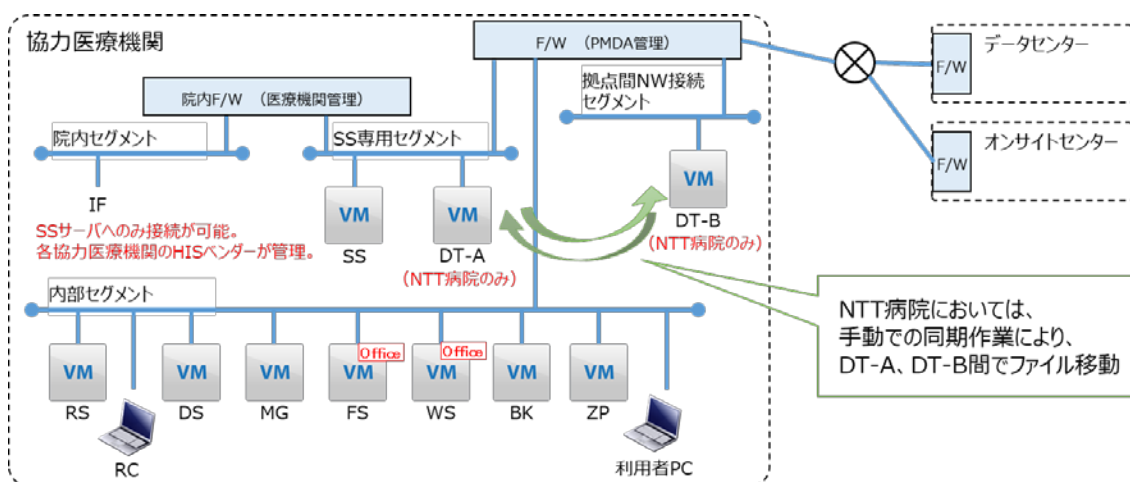 協力医療機関
F/W （PMDA管理）
データセンター
F/W
院内F/W （医療機関管理）
拠点間NW接続
セグメント
院内セグメント
SS専用セグメント
オンサイトセンター
F/W
IF
SSサーバへのみ接続が可能。
各協力医療機関のHISベンダーが管理。
VM
SS
VM
DT-A
（NTT病院のみ）
VM
DT-B
（NTT病院のみ）
内部セグメント
NTT病院においては、
手動での同期作業により、
DT-A、DT-B間でファイル移動
VM
RS
RC
VM
DS
VM
MG
Office
VM
FS
Office
VM
WS
VM
BK
VM
ZP
利用者PC